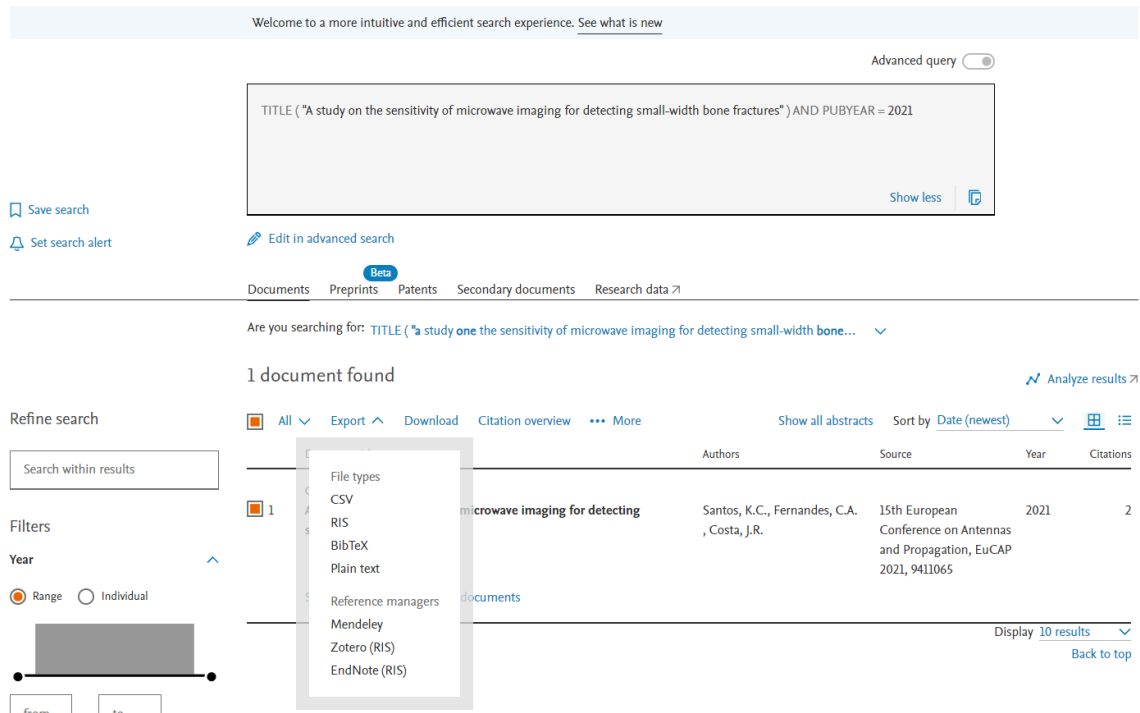 Welcome to a more intuitive and efficient search experience. See what is new
Advanced query
TITLE ( "A study on the sensitivity of microwave imaging for detecting small-width bone fractures" ) AND PUBYEAR = 2021
Show less
Save search
Set search alert
Edit in advanced search
Beta
Documents Preprints Patents Secondary documents Research data
Are you searching for: TITLE ( "a study one the sensitivity of microwave imaging for detecting small-width bone...
1 document found
Analyze results
Refine search
All Export Download Citation overview ••• More Show all abstracts Sort by Date (newest)
Authors Source Year Citations
Search within results
File types
CSV
RIS
BibTeX
Plain text
Reference managers
Mendeley
Zotero (RIS)
EndNote (RIS)
1 microwave imaging for detecting
Santos, K.C., Fernandes, C.A.
, Costa, J.R.
15th European
Conference on Antennas
and Propagation, EuCAP
2021, 9411065
2021
2
documents
Filters
Year
Range Individual
Display 10 results
Back to top
from to